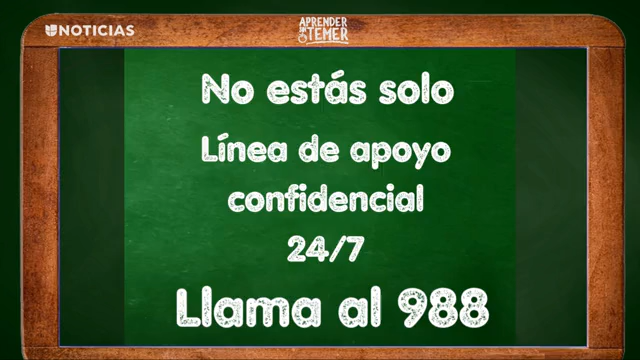 NOTICIAS
APRENDER
SIN TEMER
No estás solo
Línea de apoyo
confidencial
24/7
Llama al 988